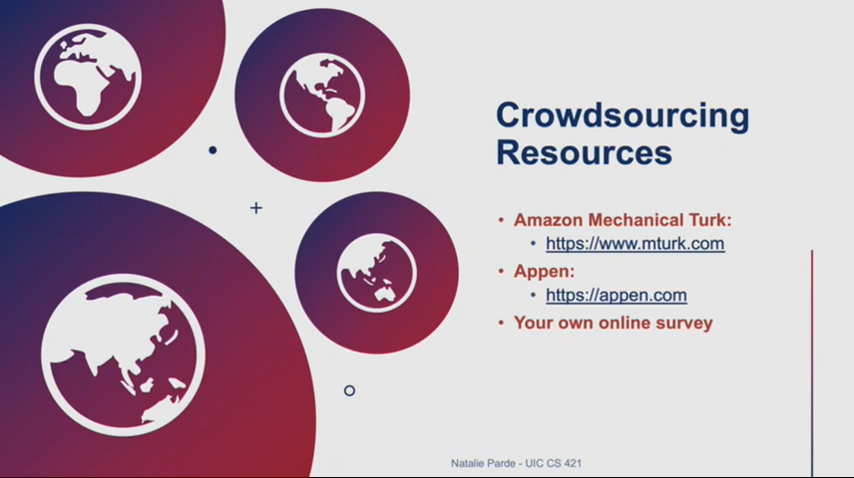 Crowdsourcing
Resources
• Amazon Mechanical Turk:
• https://www.mturk.com
• Appen:
• https://appen.com
• Your own online survey
Natalie Parde - UIC CS 421